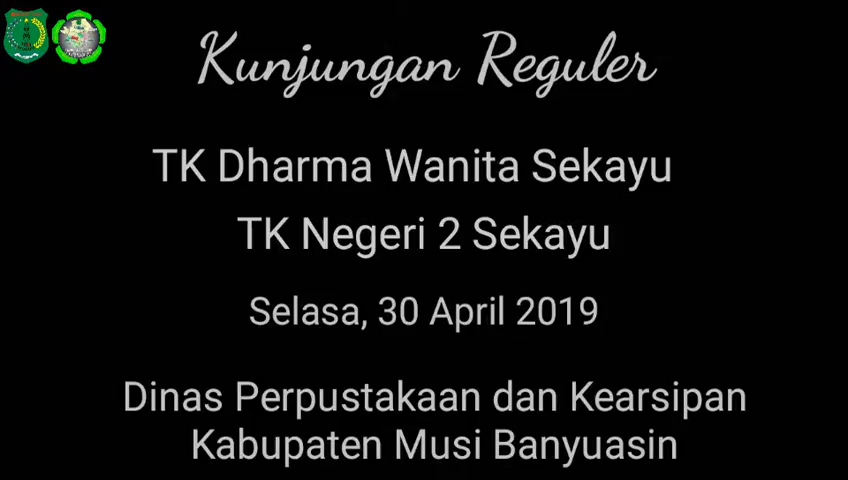 Kunjungan Reguler
TK Dharma Wanita Sekayu
TK Negeri 2 Sekayu
Selasa, 30 April 2019
Dinas Perpustakaan dan Kearsipan
Kabupaten Musi Banyuasin